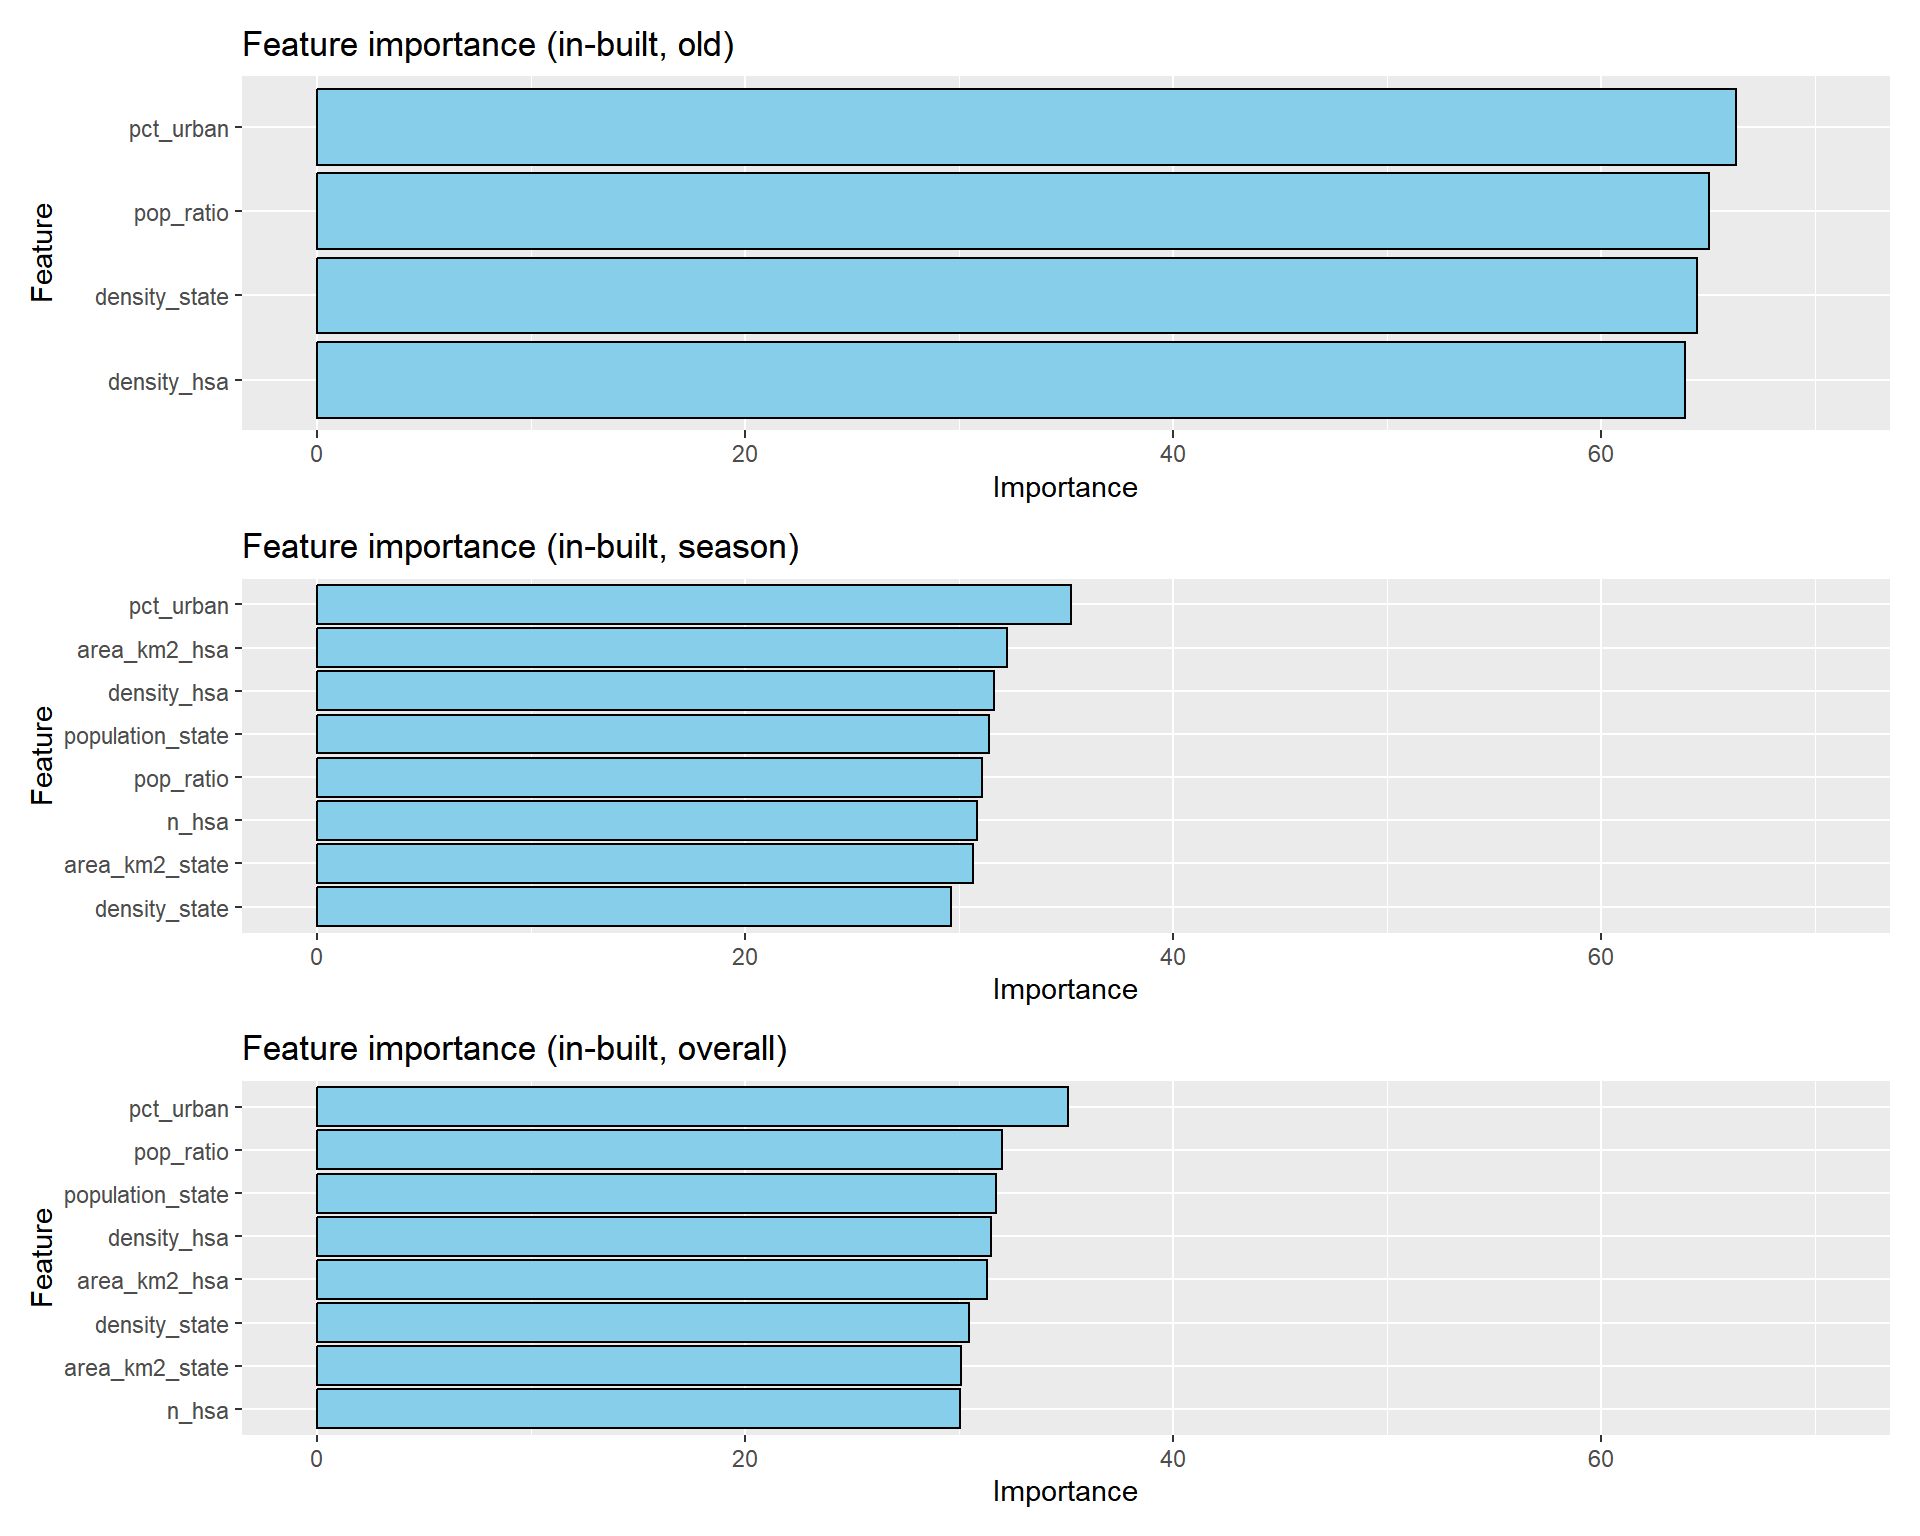 Feature importance (in-built, old)
Feature
pct_urban
pop_ratio
density_state
density_hsa
0 20 40 60
Importance
Feature importance (in-built, season)
Feature
pct_urban
area_km2_hsa
density_hsa
population_state
pop_ratio
n_hsa
area_km2_state
density_state
0 20 40 60
Importance
Feature importance (in-built, overall)
Feature
pct_urban
pop_ratio
population_state
density_hsa
area_km2_hsa
density_state
area_km2_state
n_hsa
0 20 40 60
Importance